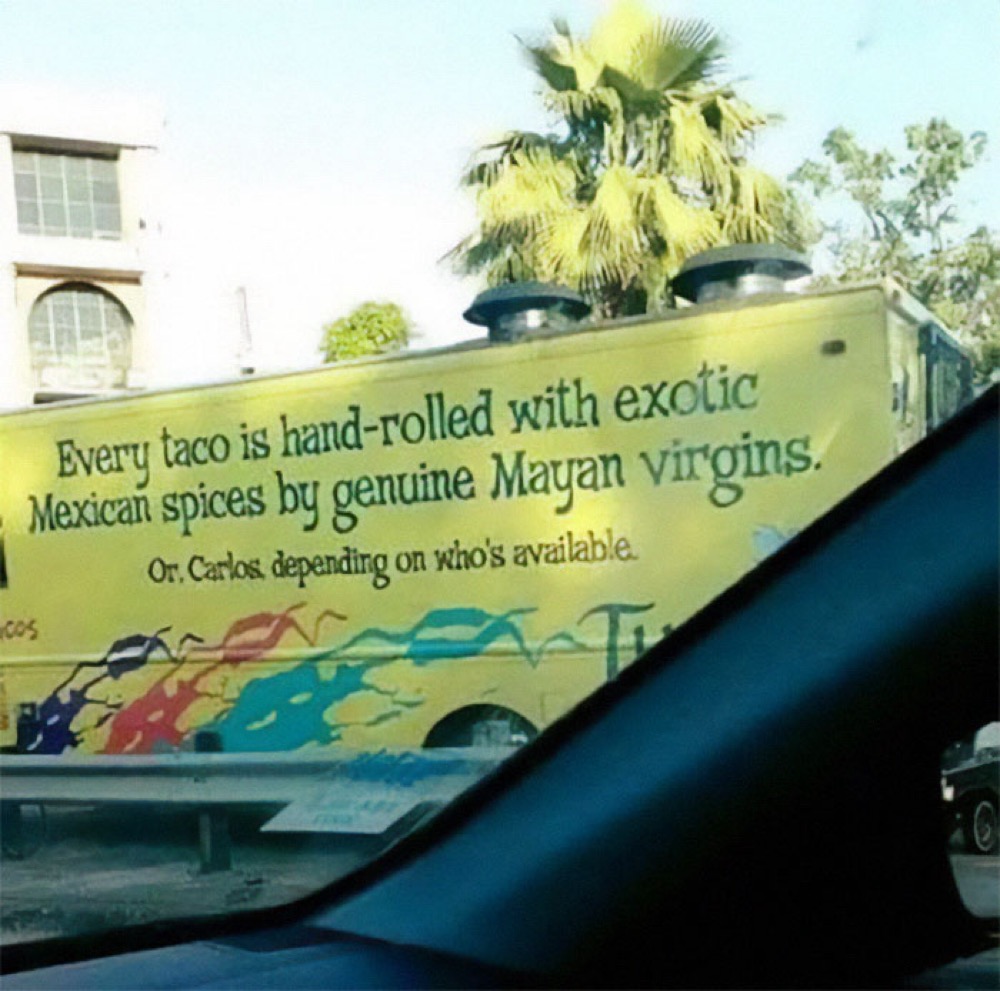 Every taco is hand-rolled with exotic
Mexican spices by genuine Mayan virgins.
Or, Carlos, depending on who's available.